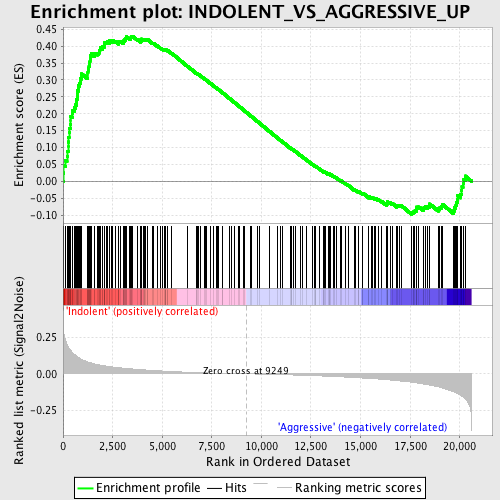 Enrichment plot: INDOLENT_VS_AGGRESSIVE_UP
Enrichment score (ES)
0.45
0.40
0.35
0.30
0.25
0.20
0.15
0.10
0.05
0.00
-0.05
-0.10
'Indolent' (positively correlated)
Ranked list metric (Signal2Noise)
0.25
0.00
-0.25
Zero cross at 9249
'Aggressive' (negatively correlated)
0
2,500
5,000
7,500
10,000
12,500
15,000
17,500
20,000
Rank in Ordered Dataset
Enrichment profile
Hits
Ranking metric scores